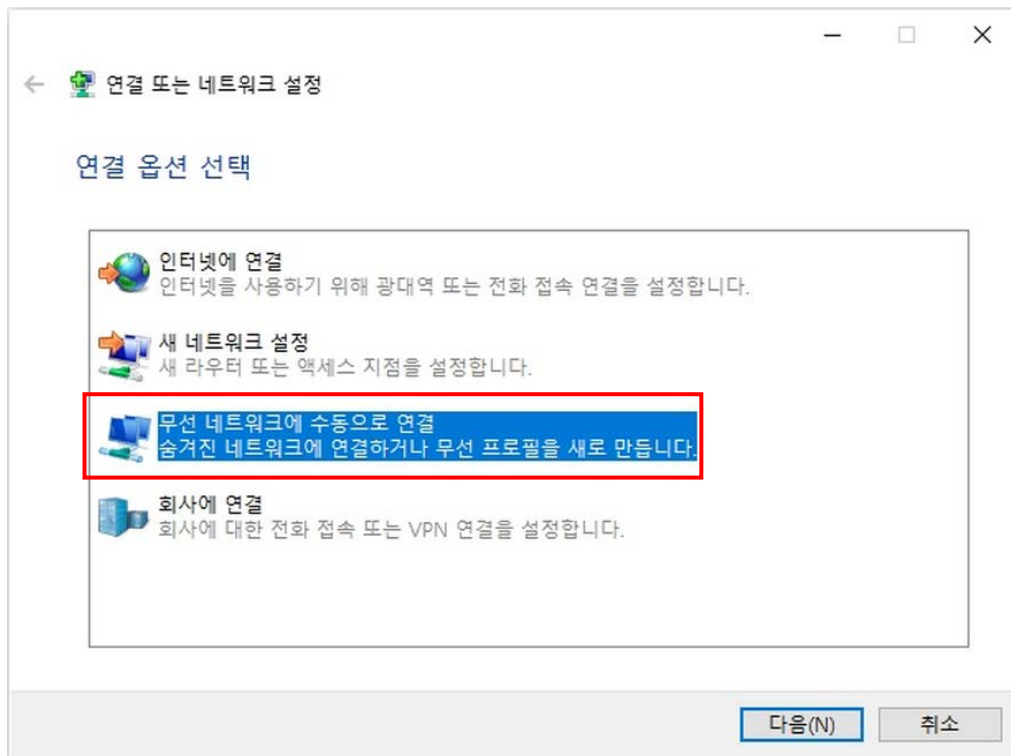 연결 또는 네트워크 설정
연결 옵션 선택
인터넷에 연결
인터넷을 사용하기 위해 광대역 또는 전화 접속 연결을 설정합니다.
새 네트워크 설정
새 라우터 또는 액세스 지점을 설정합니다.
무선 네트워크에 수동으로 연결
숨겨진 네트워크에 연결하거나 무선 프로필을 새로 만듭니다.
회사에 연결
회사에 대한 전화 접속 또는 VPN 연결을 설정합니다.
다음(N)
취소